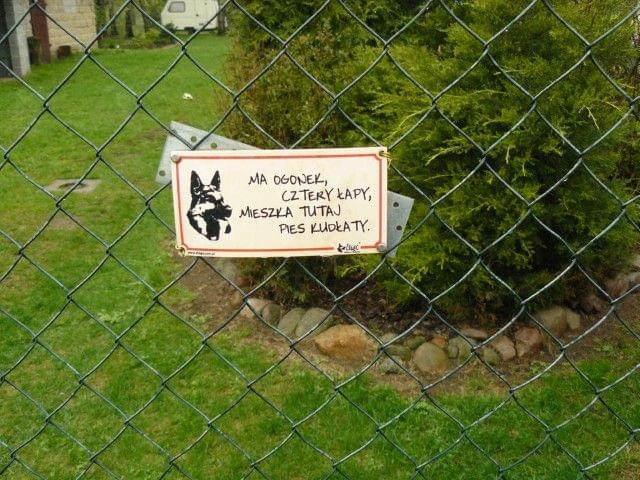 MA OGONEK,
CZTERY ŁAPY,
MIESZKA TUTAJ
PIES KUDŁATY.